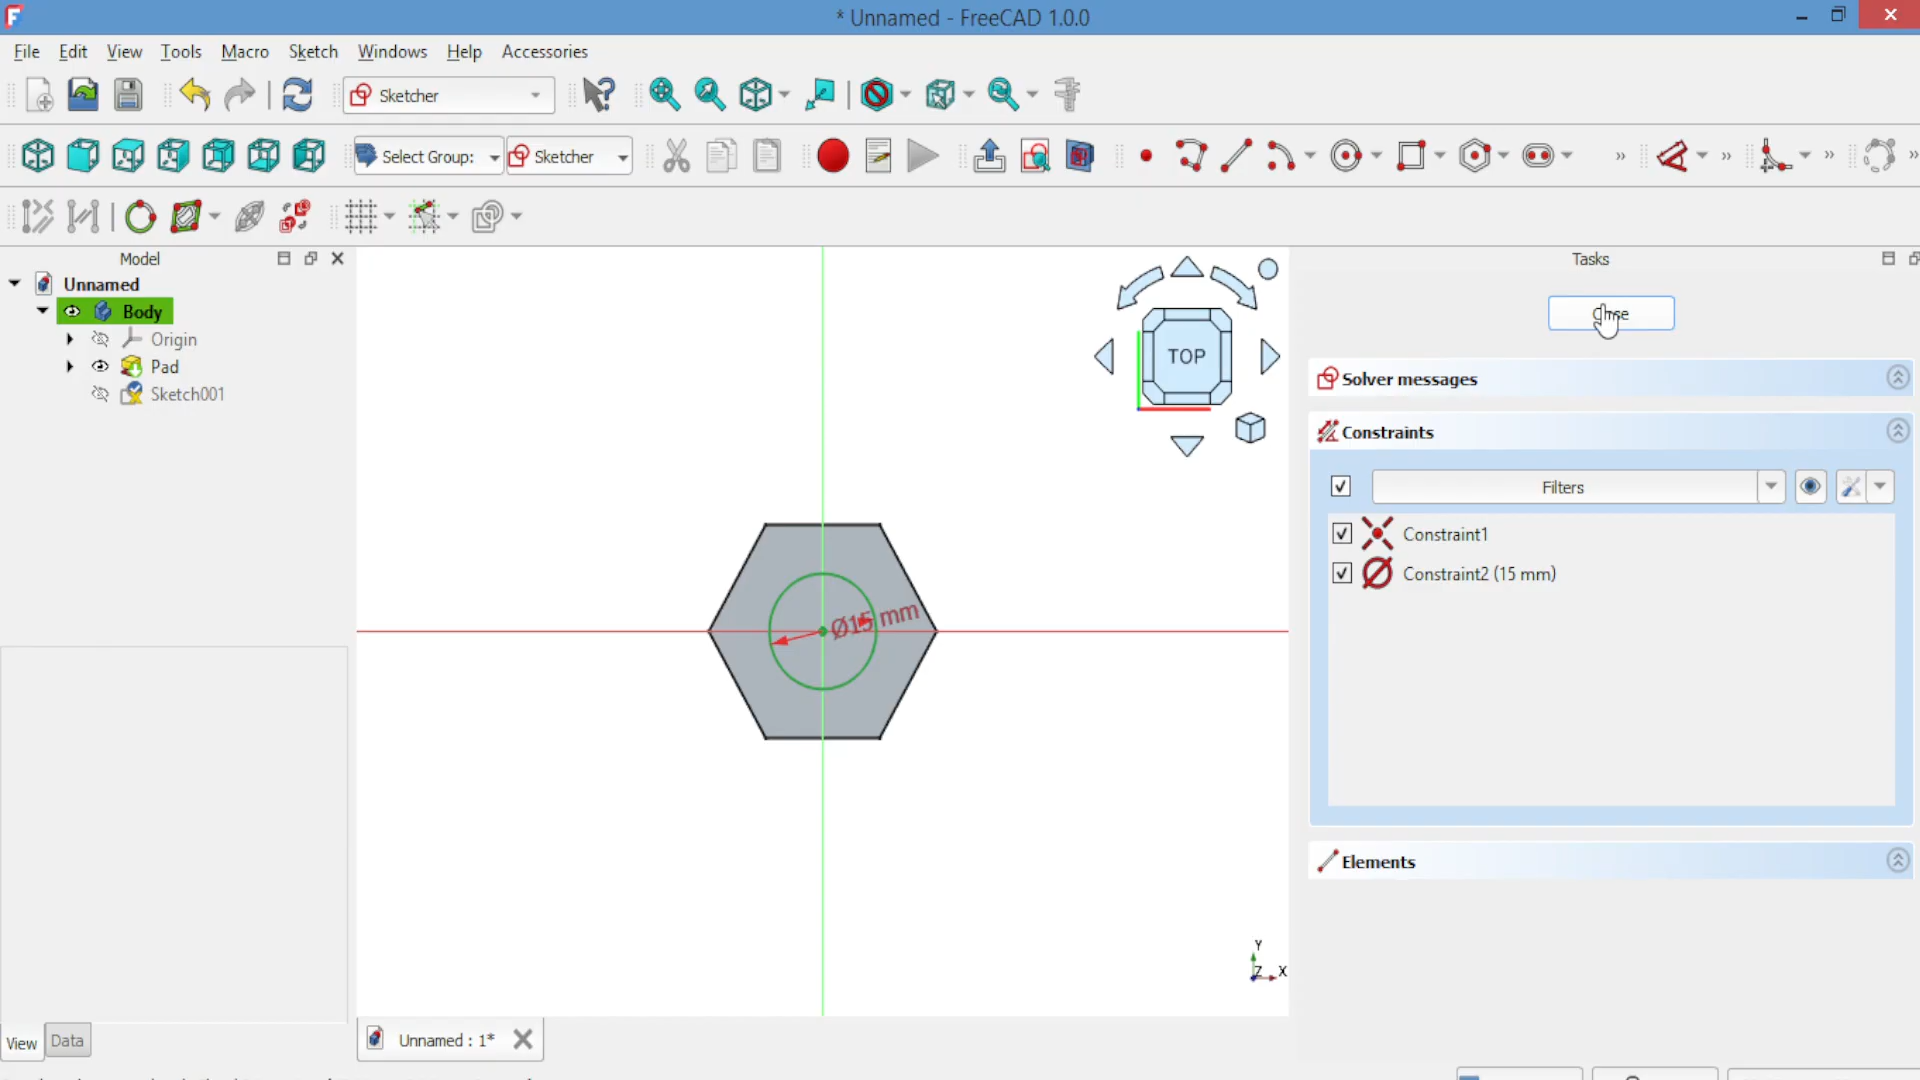 * Unnamed - FreeCAD 1.0.0
File Edit View Tools Macro Sketch Windows Help Accessories
Sketcher
Select Group: Sketcher
Model
Tasks
Unnamed
Body
Origin
Pad
Sketch001
TOP
Close
Solver messages
Constraints
Filters
Constraint1
Constraint2 (15 mm)
Ø15 mm
Elements
Y
Z X
View Data
Unnamed : 1*